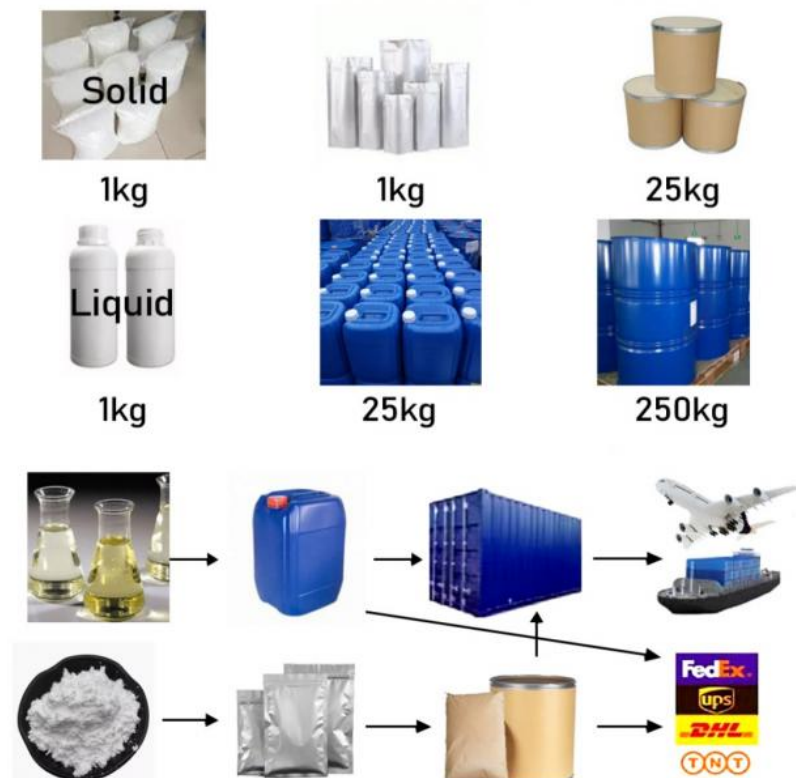 Solid
1kg
1kg
25kg
Liquid
1kg
25kg
250kg
FedEx
ups
DHL
TNT